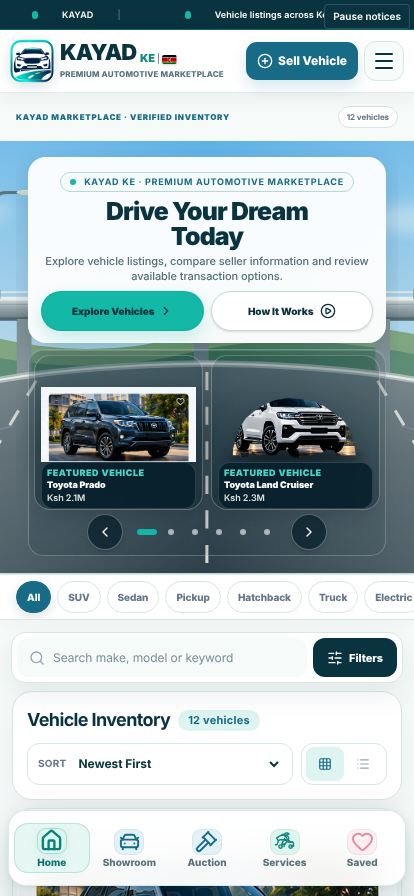 KAYAD
Vehicle listings across Ke
Pause notices
KAYAD KE
PREMIUM AUTOMOTIVE MARKETPLACE
Sell Vehicle
KAYAD MARKETPLACE · VERIFIED INVENTORY
12 vehicles
KAYAD KE · PREMIUM AUTOMOTIVE MARKETPLACE
Drive Your Dream
Today
Explore vehicle listings, compare seller information and review
available transaction options.
Explore Vehicles
How It Works
FEATURED VEHICLE
Toyota Prado
Ksh 2.1M
FEATURED VEHICLE
Toyota Land Cruiser
Ksh 2.3M
All
SUV
Sedan
Pickup
Hatchback
Truck
Electric
Search make, model or keyword
Filters
Vehicle Inventory
12 vehicles
SORT
Newest First
Home
Showroom
Auction
Services
Saved